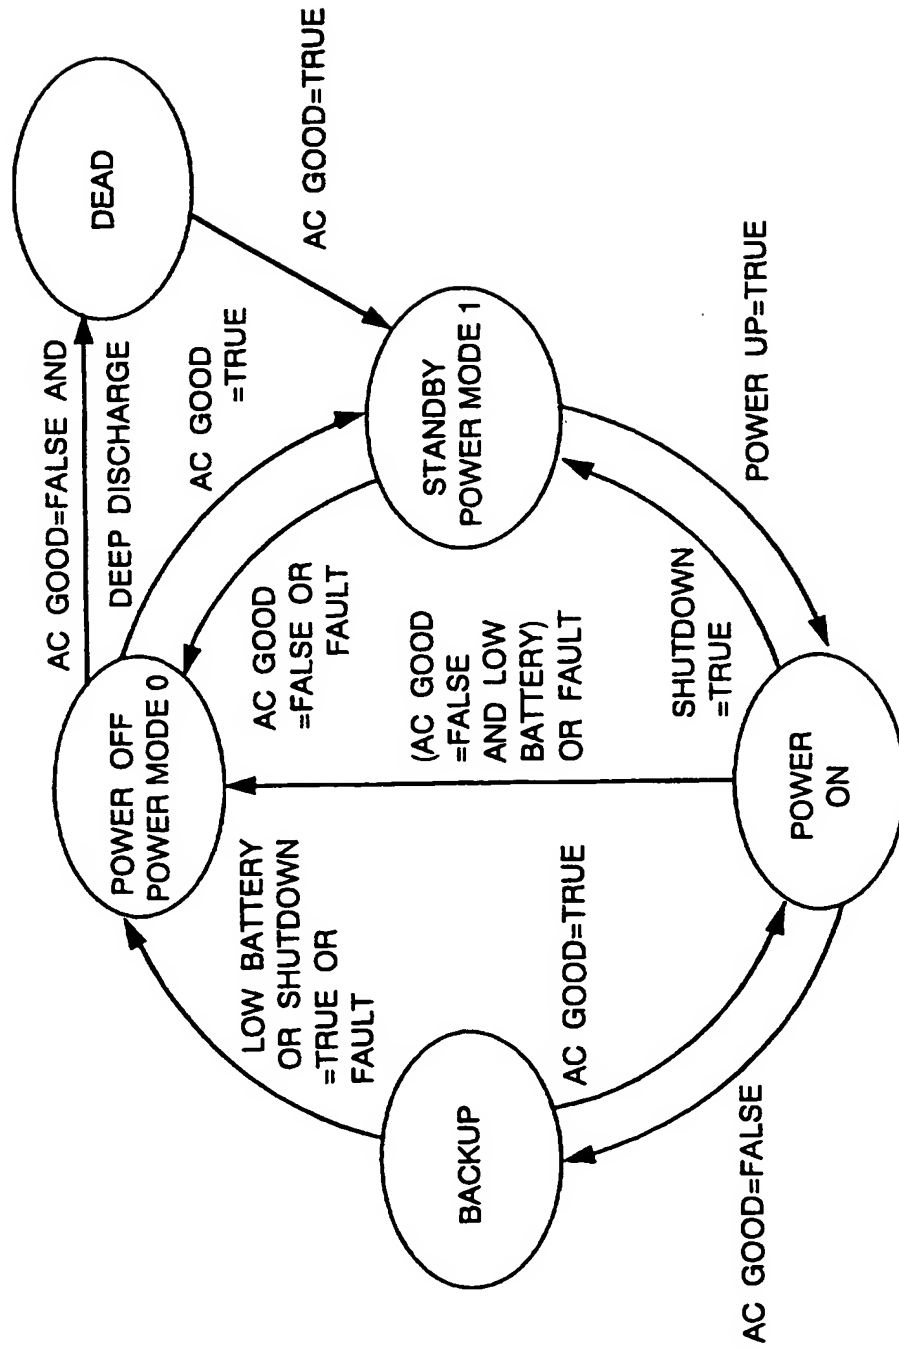 AC GOOD=FALSE AND
DEEP DISCHARGE
DEAD
POWER OFF
POWER MODE 0
AC GOOD
=TRUE
AC GOOD=TRUE
LOW BATTERY
OR SHUTDOWN
=TRUE OR
FAULT
AC GOOD
=FALSE OR
FAULT
BACKUP
(AC GOOD
=FALSE
AND LOW
BATTERY)
OR FAULT
STANDBY
POWER MODE 1
AC GOOD=TRUE
SHUTDOWN
=TRUE
POWER UP=TRUE
AC GOOD=FALSE
POWER
ON